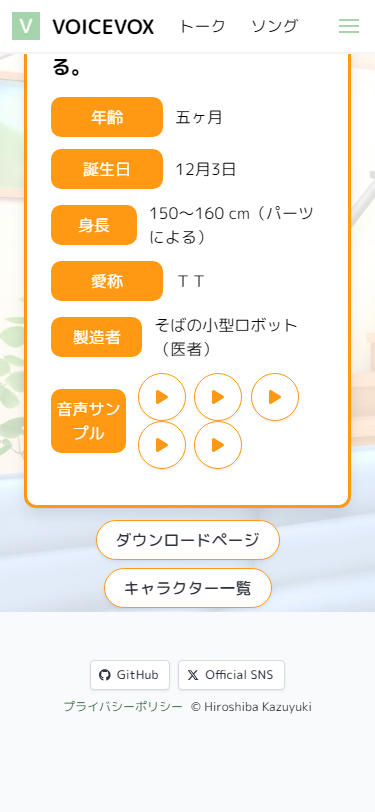 V VOICEVOX トーク ソング
る。
年齢 五ヶ月
誕生日 12月3日
身長 150～160 cm（パーツ
による）
愛称 ＴＴ
製造者 そばの小型ロボット
（医者）
音声サン
プル
ダウンロードページ
キャラクター一覧
GitHub Official SNS
プライバシーポリシー © Hiroshiba Kazuyuki